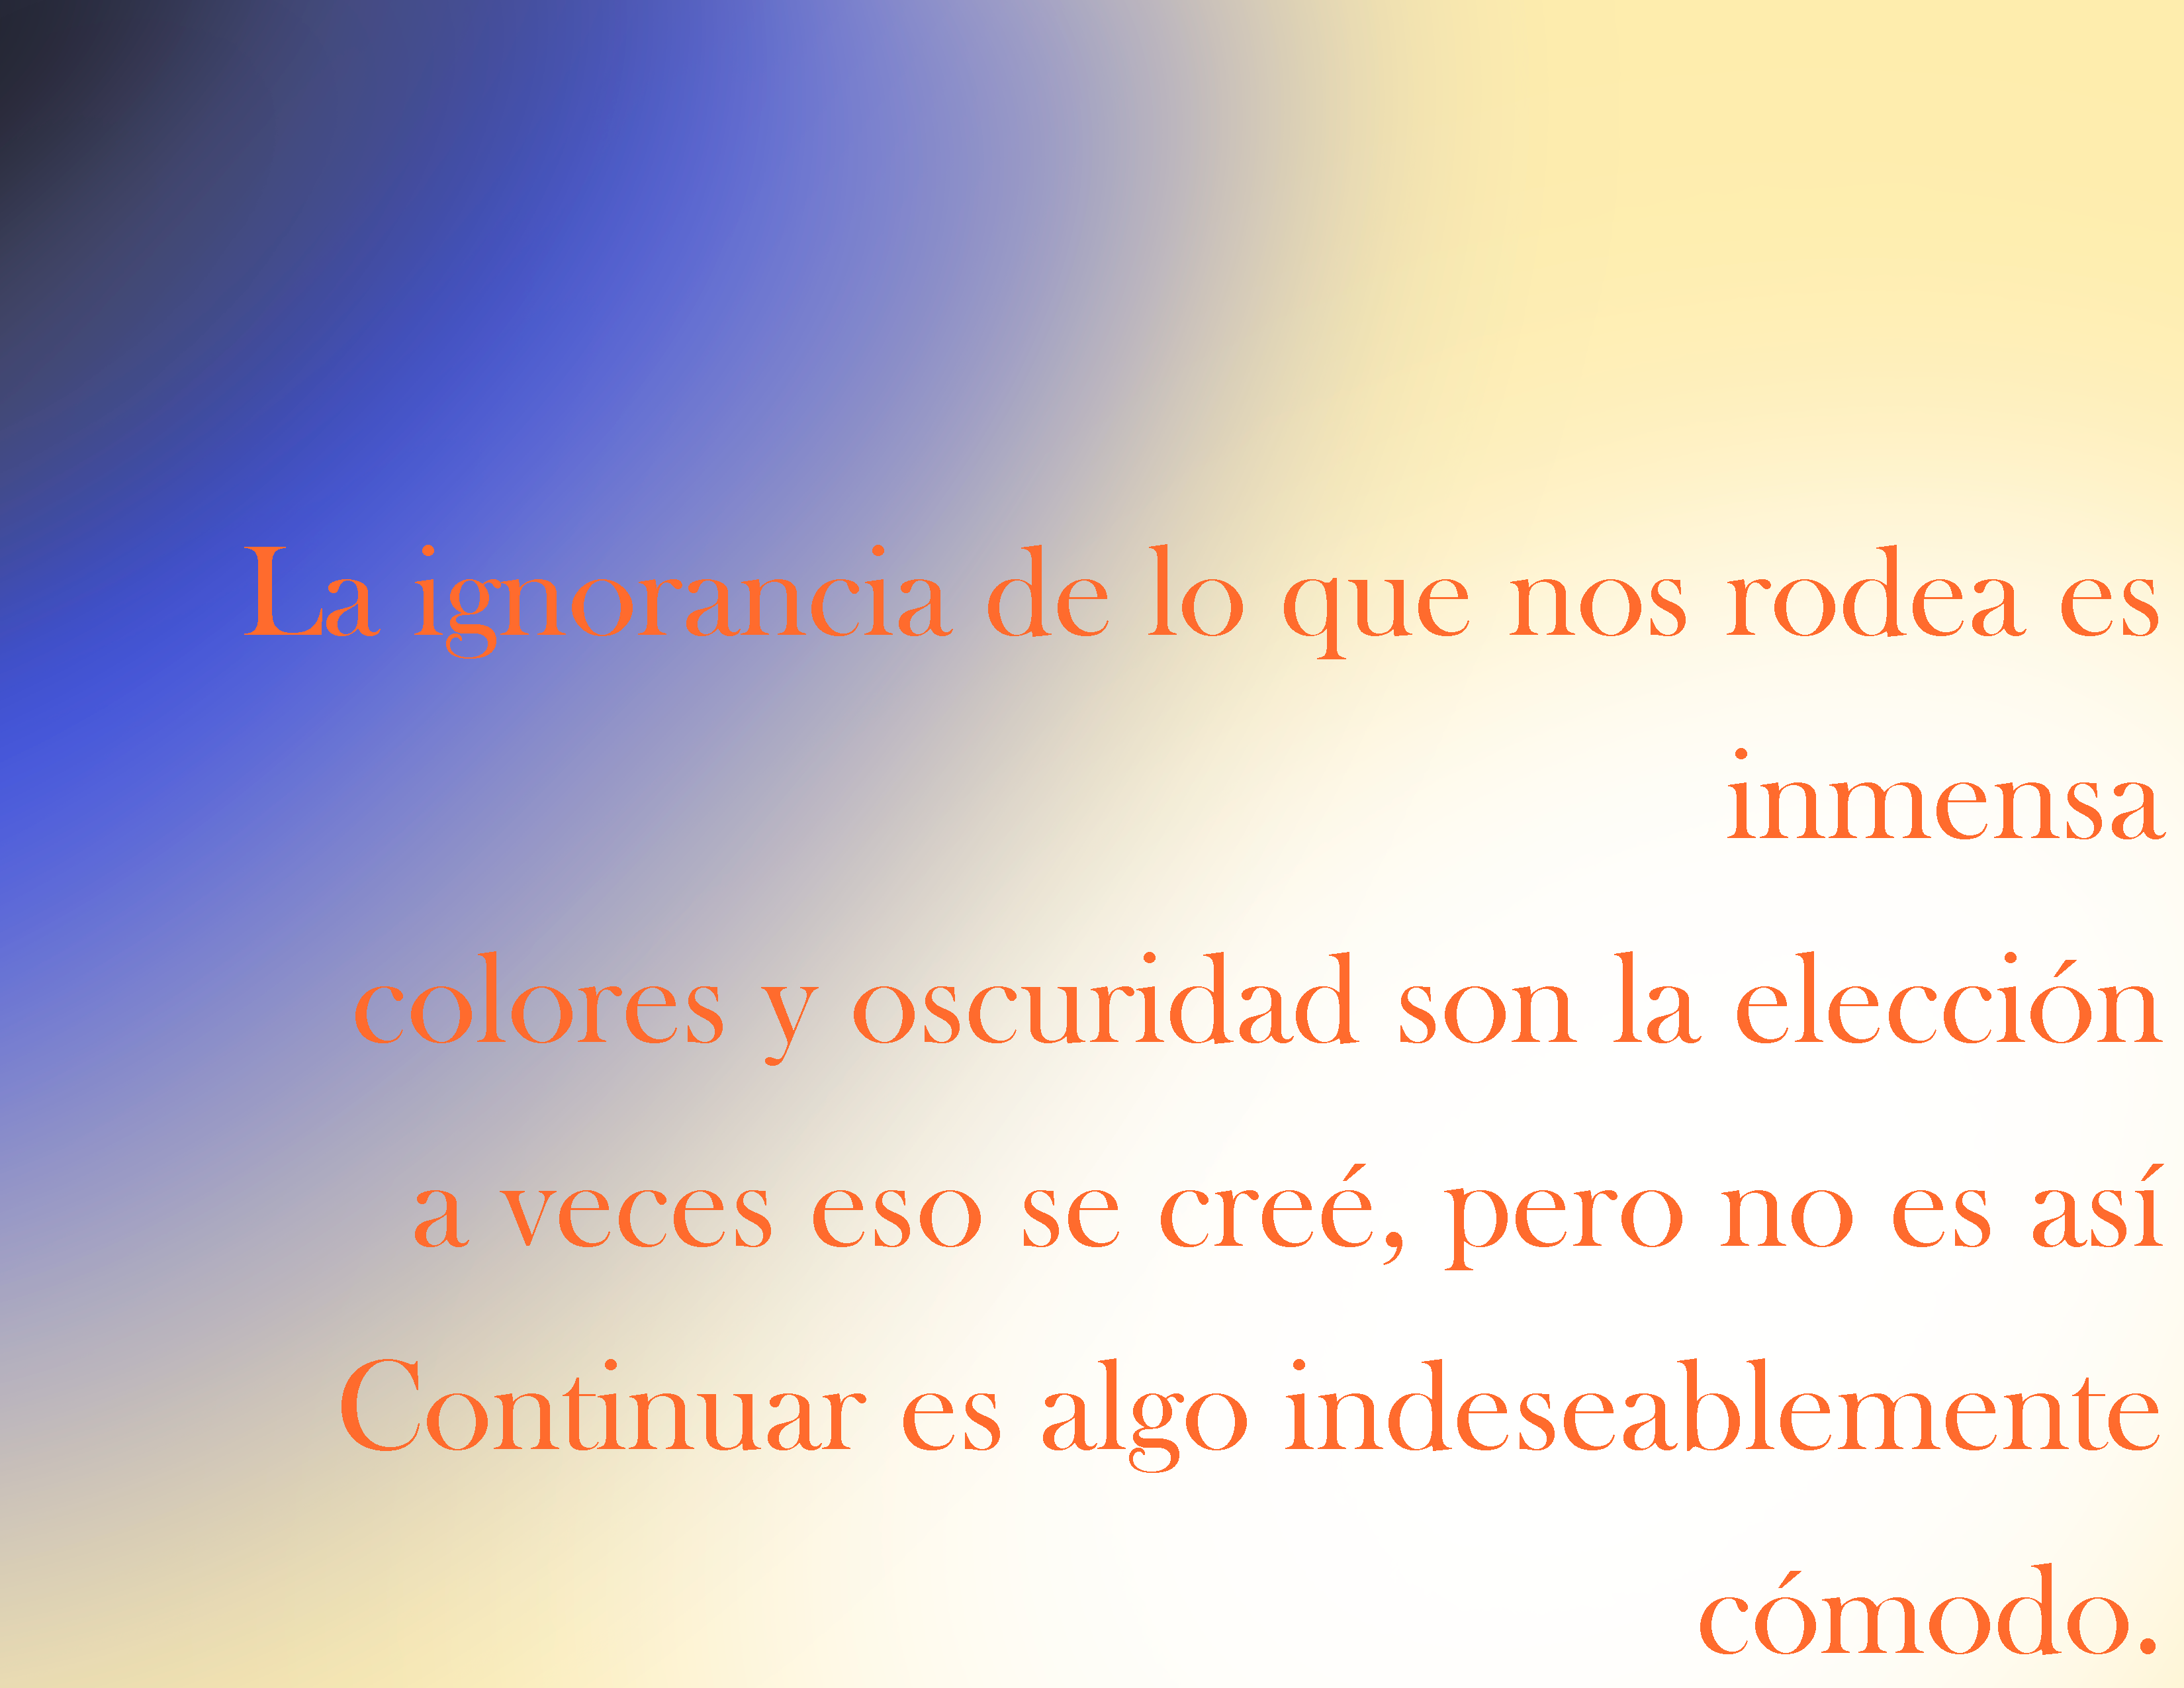 La ignorancia de lo que nos rodea es
inmensa
colores y oscuridad son la elección
a veces eso se creé, pero no es así
Continuar es algo indeseablemente
cómodo.